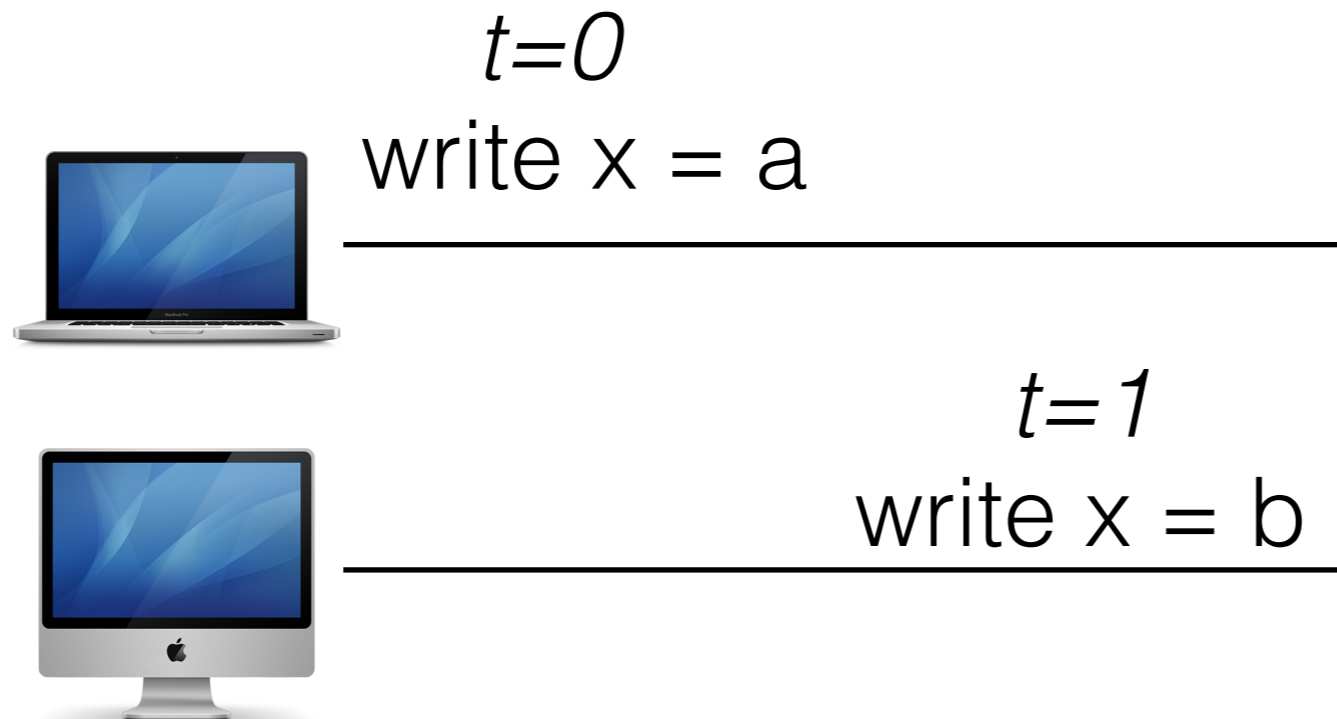 t=0
write x = a
t=1
write x = b